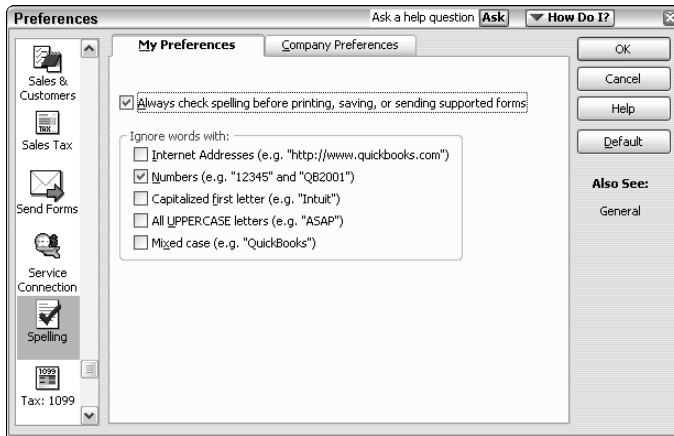 Preferences
Ask a help question Ask
How Do I?
Sales &
Customers
TAX
Sales Tax
Send Forms
Service
Connection
Spelling
1099
Tax: 1099
My Preferences
Company Preferences
Always check spelling before printing, saving, or sending supported forms
Ignore words with:
Internet Addresses (e.g. "http://www.quickbooks.com")
Numbers (e.g. "12345" and "QB2001")
Capitalized first letter (e.g. "Intuit")
All UPPERCASE letters (e.g. "ASAP")
Mixed case (e.g. "QuickBooks")
OK
Cancel
Help
Default
Also See:
General